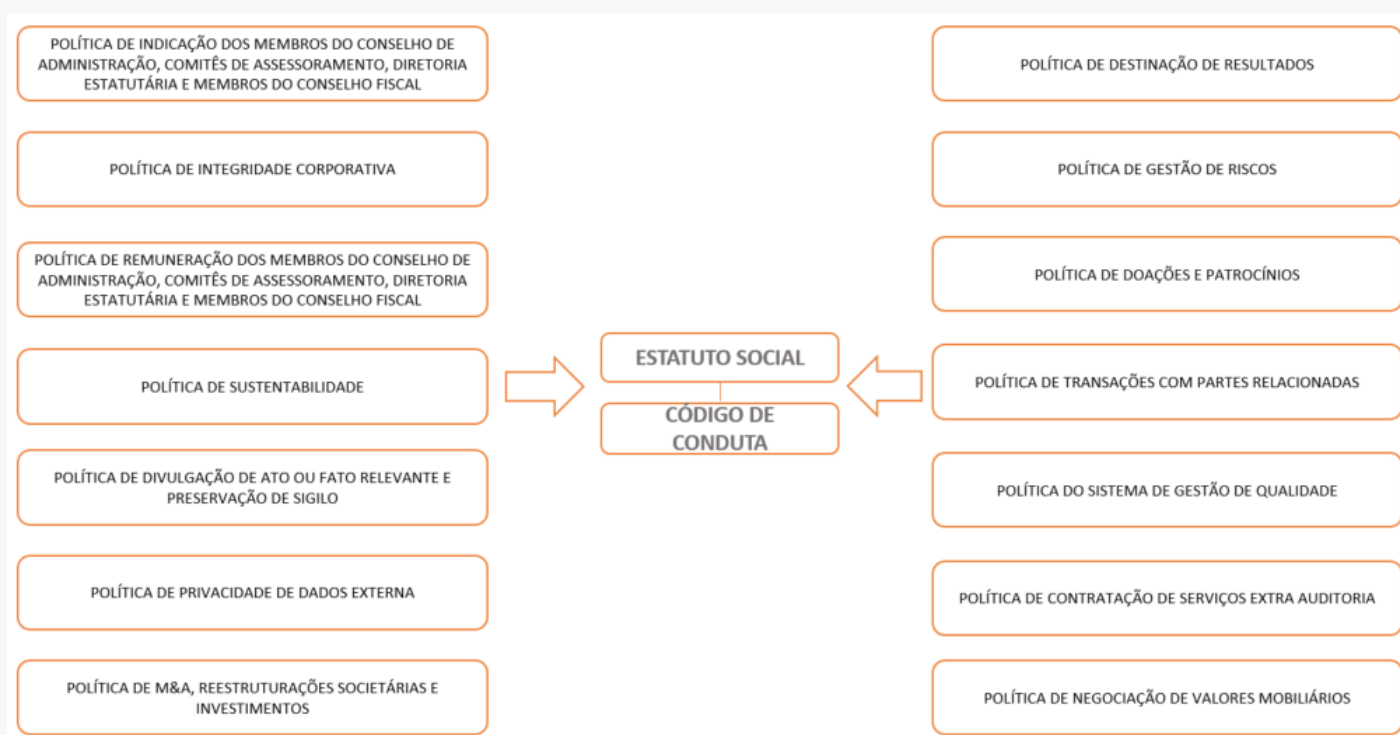 POLÍTICA DE INDICAÇÃO DOS MEMBROS DO CONSELHO DE
ADMINISTRAÇÃO, COMITÊS DE ASSESSORAMENTO, DIRETORIA
ESTATUTÁRIA E MEMBROS DO CONSELHO FISCAL
POLÍTICA DE INTEGRIDADE CORPORATIVA
POLÍTICA DE REMUNERAÇÃO DOS MEMBROS DO CONSELHO DE
ADMINISTRAÇÃO, COMITÊS DE ASSESSORAMENTO, DIRETORIA
ESTATUTÁRIA E MEMBROS DO CONSELHO FISCAL
POLÍTICA DE SUSTENTABILIDADE
POLÍTICA DE DIVULGAÇÃO DE ATO OU FATO RELEVANTE E
PRESERVAÇÃO DE SIGILO
POLÍTICA DE PRIVACIDADE DE DADOS EXTERNA
POLÍTICA DE M&A, REESTRUTURAÇÕES SOCIETÁRIAS E
INVESTIMENTOS
ESTATUTO SOCIAL
CÓDIGO DE
CONDUTA
POLÍTICA DE DESTINAÇÃO DE RESULTADOS
POLÍTICA DE GESTÃO DE RISCOS
POLÍTICA DE DOAÇÕES E PATROCÍNIOS
POLÍTICA DE TRANSAÇÕES COM PARTES RELACIONADAS
POLÍTICA DO SISTEMA DE GESTÃO DE QUALIDADE
POLÍTICA DE CONTRATAÇÃO DE SERVIÇOS EXTRA AUDITORIA
POLÍTICA DE NEGOCIAÇÃO DE VALORES MOBILIÁRIOS